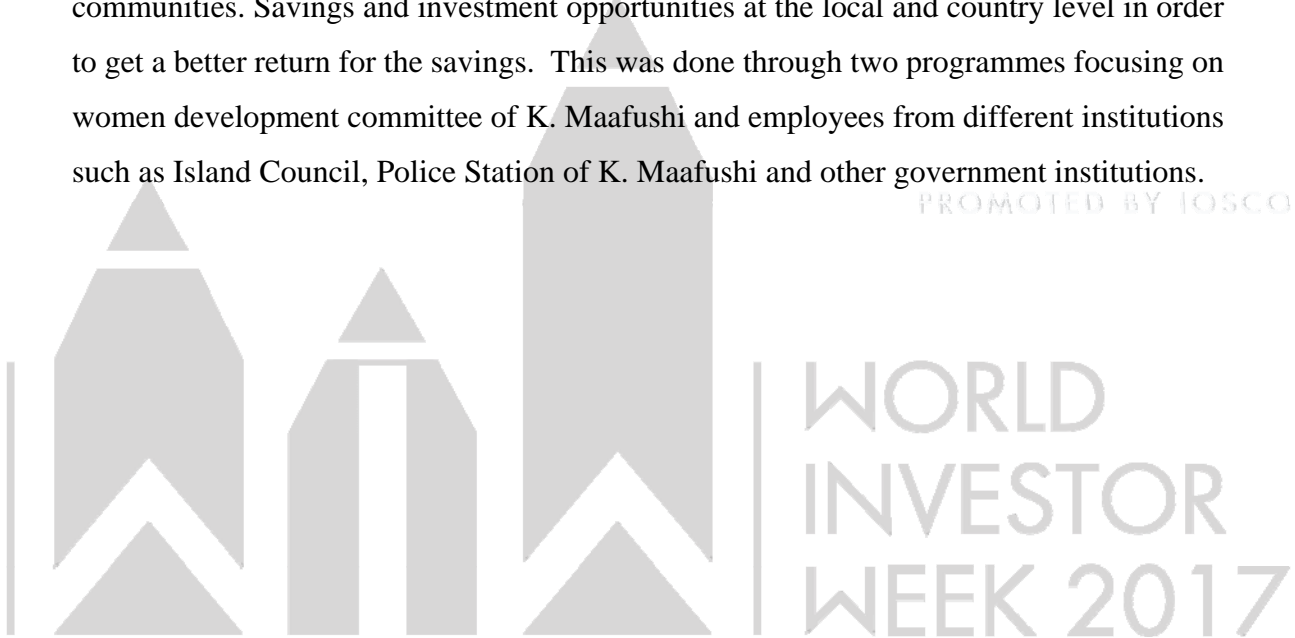 communities. Savings and investment opportunities at the local and country level in order
to get a better return for the savings.  This was done through two programmes focusing on
women development committee of K. Maafushi and employees from different institutions
such as Island Council, Police Station of K. Maafushi and other government institutions.
PROMOTED BY IOSCO
WORLD
INVESTOR
WEEK 2017